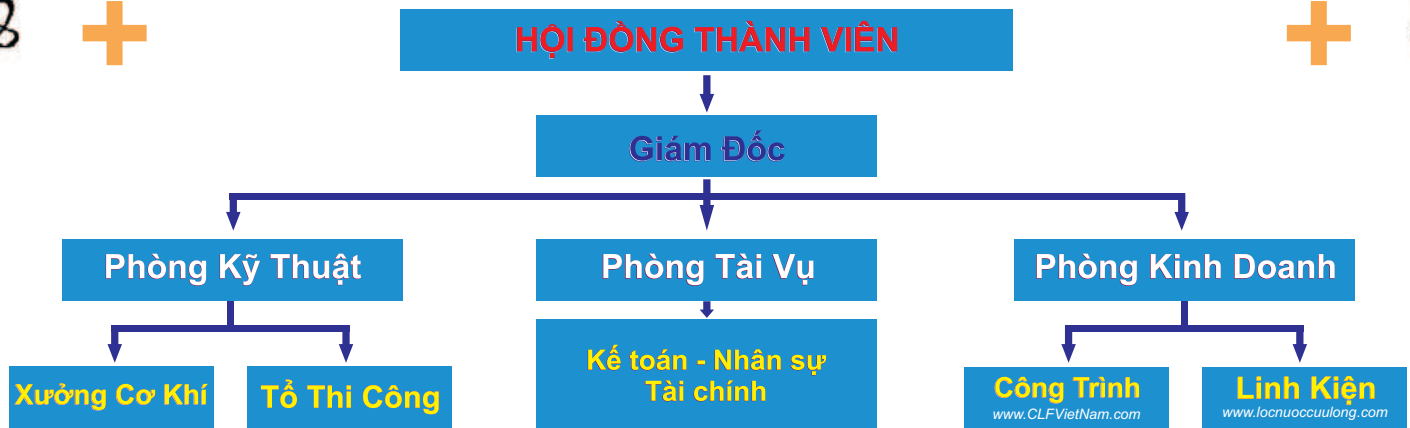 HỘI ĐỒNG THÀNH VIÊN
Giám Đốc
Phòng Kỹ Thuật
Phòng Tài Vụ
Phòng Kinh Doanh
Xưởng Cơ Khí
Tổ Thi Công
Kế toán - Nhân sự
Tài chính
Công Trình
www.CLFVietNam.com
Linh Kiện
www.locnuoccuulong.com